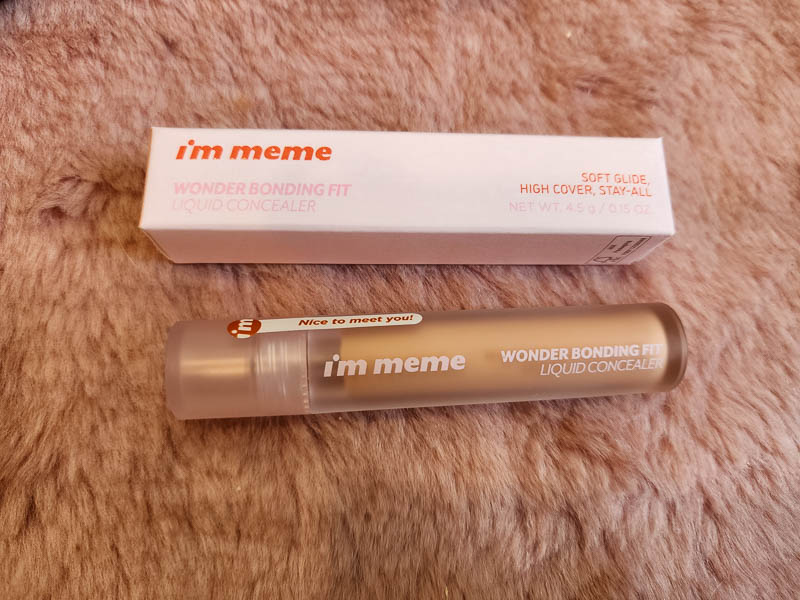 i'm meme
WONDER BONDING FIT
LIQUID CONCEALER
SOFT GLIDE,
HIGH COVER, STAY-ALL
NET WT. 4.5 g / 0.15 OZ.
i'm
Nice to meet you!
i'm meme
WONDER BONDING FIT
LIQUID CONCEALER